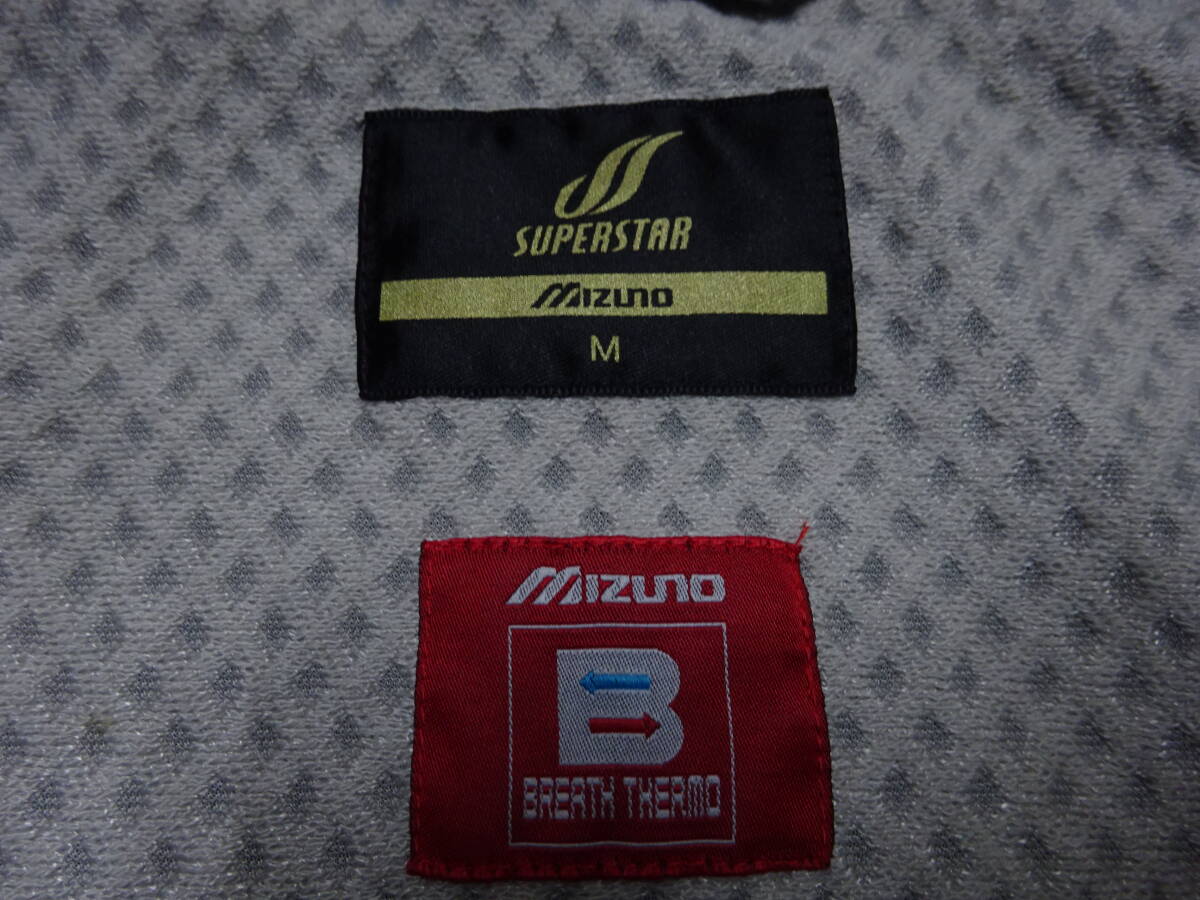 SUPERSTAR
MIZUNO
M
MIZUNO
B
BREATH THERMO